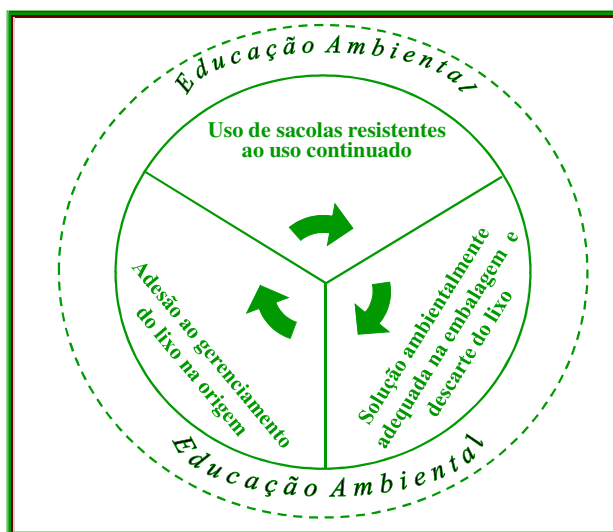 Educação Ambiental
Uso de sacolas resistentes
ao uso continuado
Solução ambientalmente
adequada na embalagem e
descarte do lixo
Adesão ao gerenciamento
do lixo na origem
Educação Ambiental